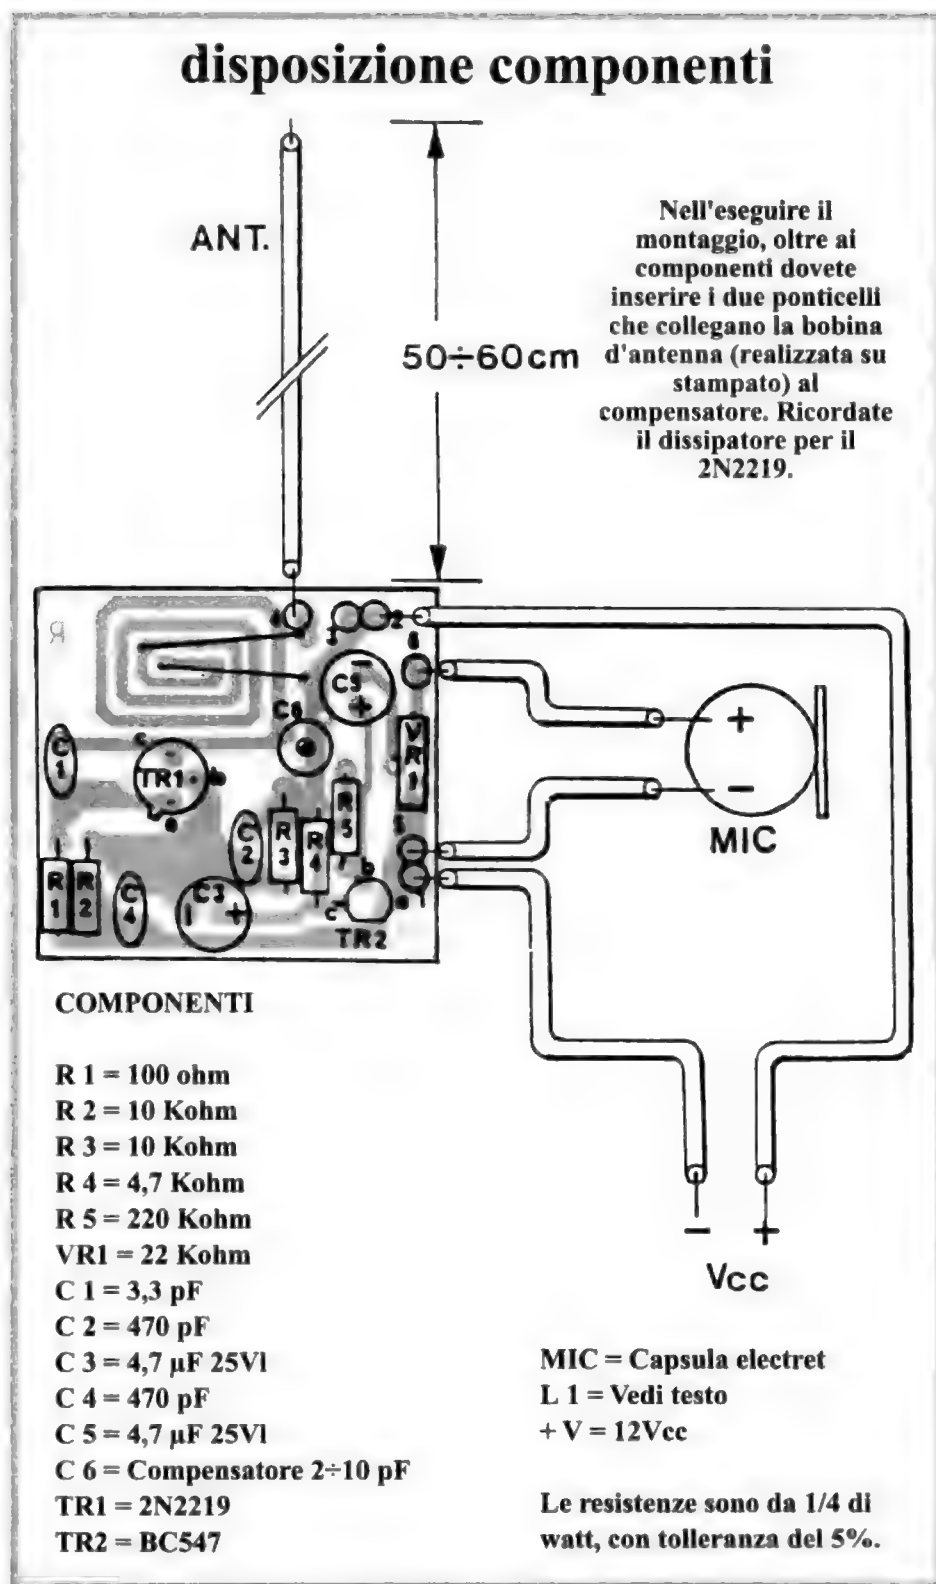 disposizione componenti
ANT.
50÷60cm
Nell'eseguire il
montaggio, oltre ai
componenti dovete
inserire i due ponticelli
che collegano la bobina
d'antenna (realizzata su
stampato) al
compensatore. Ricordate
il dissipatore per il
2N2219.
4
3
2
6
C5
- 
+
C6
C1
c
TR1
b
e
VR1
R5
C2
R3
R4
5
R1
R2
C4
C3
- +
b
c
e
TR2
+
-
MIC
- +
Vcc
COMPONENTI
R 1 = 100 ohm
R 2 = 10 Kohm
R 3 = 10 Kohm
R 4 = 4,7 Kohm
R 5 = 220 Kohm
VR1 = 22 Kohm
C 1 = 3,3 pF
C 2 = 470 pF
C 3 = 4,7 µF 25Vl
C 4 = 470 pF
C 5 = 4,7 µF 25Vl
C 6 = Compensatore 2÷10 pF
TR1 = 2N2219
TR2 = BC547
MIC = Capsula electret
L 1 = Vedi testo
+ V = 12Vcc
Le resistenze sono da 1/4 di
watt, con tolleranza del 5%.